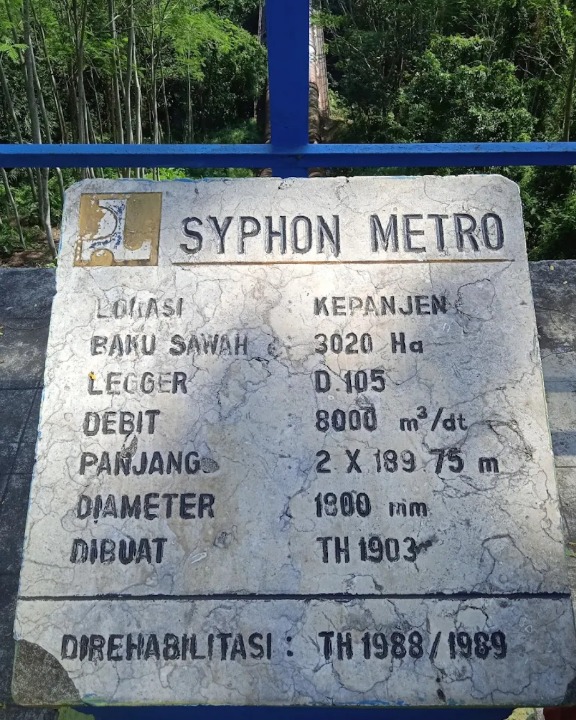 SYPHON METRO
LOKASI : KEPANJEN
BAKU SAWAH : 3020 Ha
LEGGER D.105
DEBIT 8000 m³/dt
PANJANG 2 X 189 75 m
DIAMETER 1800 mm
DIBUAT TH 1903
DIREHABILITASI : TH 1988/1989